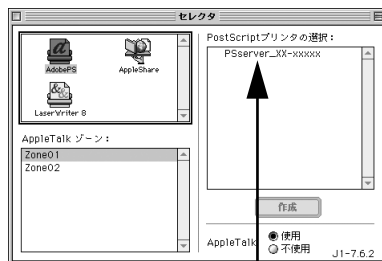 セレクタ
AdobePS
AppleShare
LaserWriter 8
AppleTalk ゾーン：
Zone01
Zone02
PostScriptプリンタの選択：
PSserver_XX-xxxxx
作成
AppleTalk
使用
不使用
J1-7.6.2